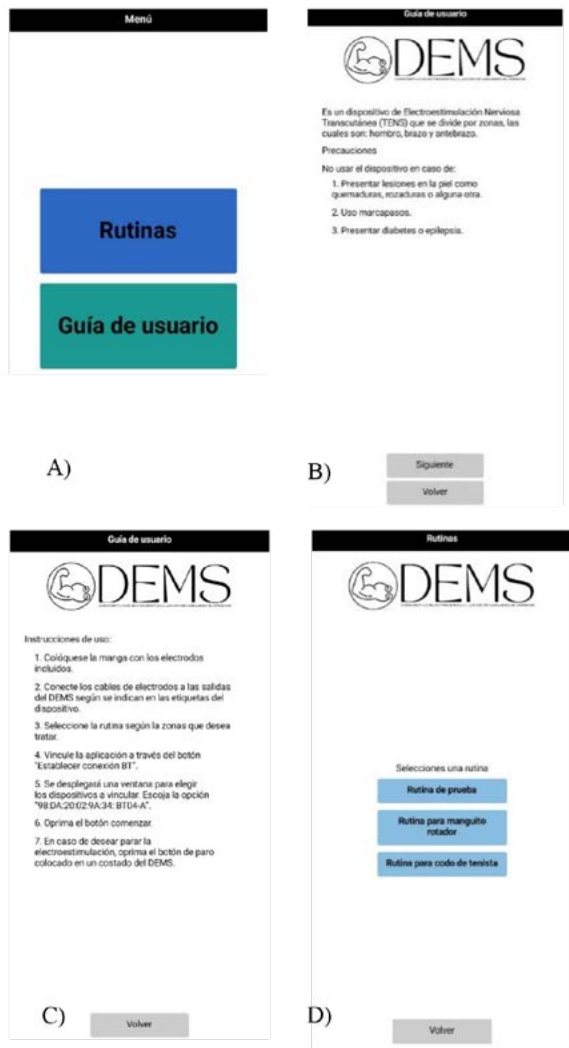 Menú
Rutinas
Guía de usuario
A)
Guía de usuario
DEMS
Es un dispositivo de Electroestimulación Nerviosa
Transcutánea (TENS) que se divide por zonas, las
cuales son: hombro, brazo y antebrazo.
Precauciones
No usar el dispositivo en caso de:
1. Presentar lesiones en la piel como
quemaduras, rozaduras o alguna otra.
2. Uso marcapasos.
3. Presentar diabetes o epilepsia.
Siguiente
Volver
B)
Guía de usuario
DEMS
Instrucciones de uso:
1. Colóquese la manga con los electrodos
incluidos.
2. Conecte los cables de electrodos a las salidas
del DEMS según se indican en las etiquetas del
dispositivo.
3. Seleccione la rutina según la zonas que desea
tratar.
4. Vincule la aplicación a través del botón
"Establecer conexión BT".
5. Se desplegará una ventana para elegir
los dispositivos a vincular. Escoja la opción
"98:DA:20:02:9A:34: BT04-A".
6. Oprima el botón comenzar.
7. En caso de desear parar la
electroestimulación, oprima el botón de paro
colocado en un costado del DEMS.
Volver
C)
Rutinas
DEMS
Selecciones una rutina
Rutina de prueba
Rutina para manguito
rotador
Rutina para codo de tenista
Volver
D)